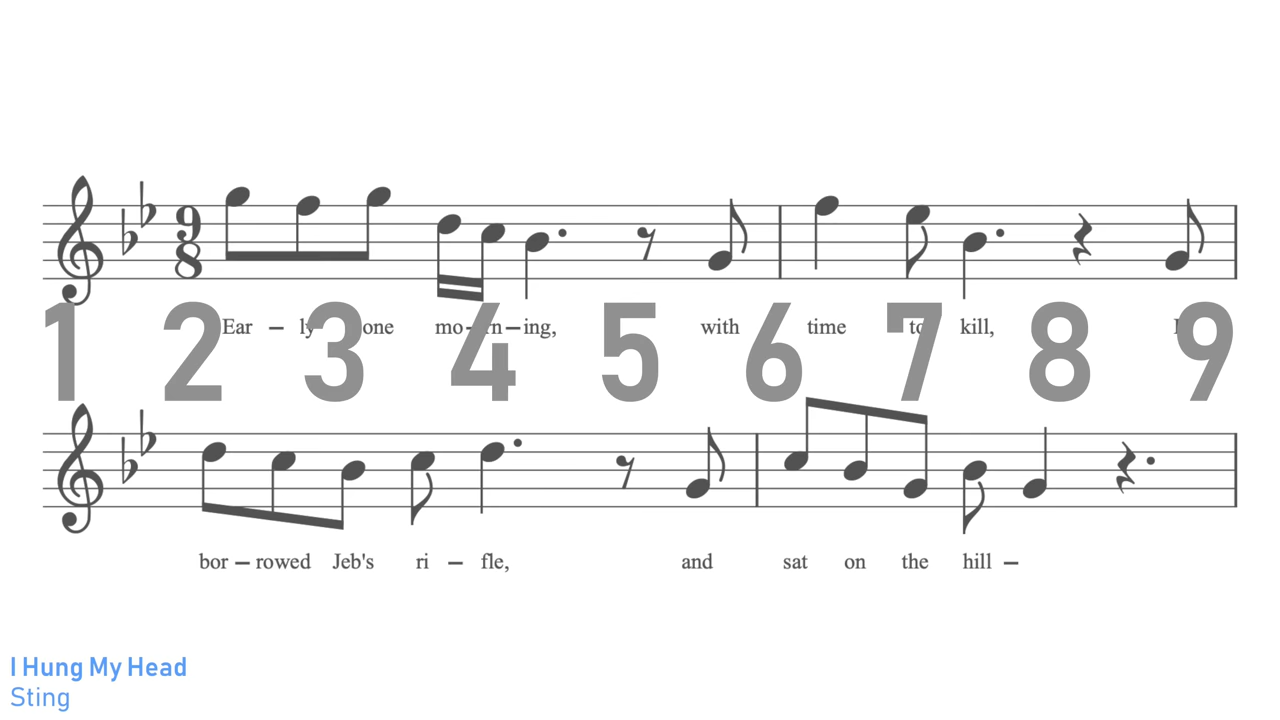 9
8
Ear – ly one mo – rn – ing, with time to kill, I
1 2 3 4 5 6 7 8 9
bor – rowed Jeb's ri – fle, and sat on the hill –
I Hung My Head
Sting